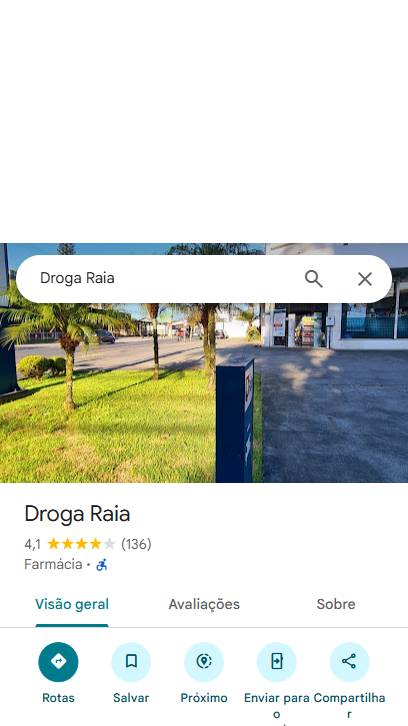 Droga Raia
Droga Raia
4,1 (136)
Farmácia ·
Visão geral Avaliações Sobre
Rotas Salvar Próximo Enviar para o Compartilhar